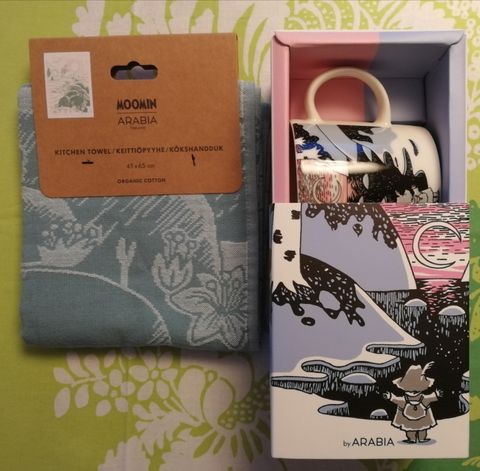 MOOMIN
ARABIA
KITCHEN TOWEL / KEITTIÖPYYHE / KÖKSHANDDUK
45 x 65 cm
ORGANIC COTTON
by ARABIA